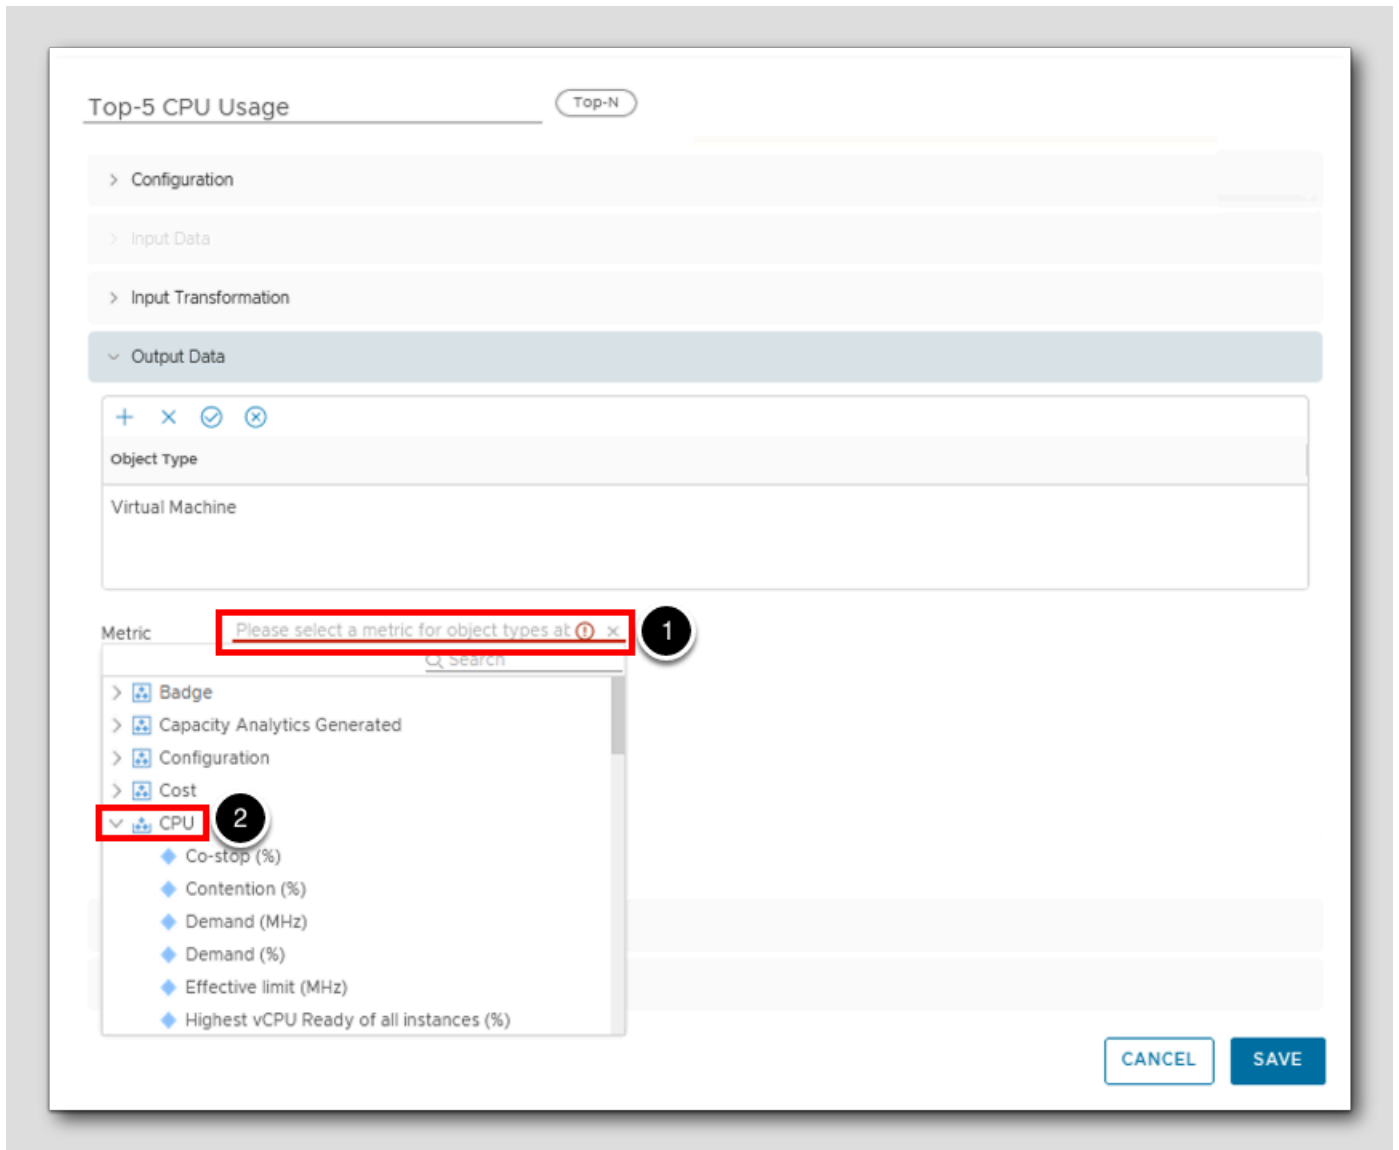 Top-5 CPU Usage
Top-N
Configuration
Input Data
Input Transformation
Output Data
Object Type
Virtual Machine
Metric
Please select a metric for object types at
1
Search
Badge
Capacity Analytics Generated
Configuration
Cost
CPU
2
Co-stop (%)
Contention (%)
Demand (MHz)
Demand (%)
Effective limit (MHz)
Highest vCPU Ready of all instances (%)
CANCEL
SAVE